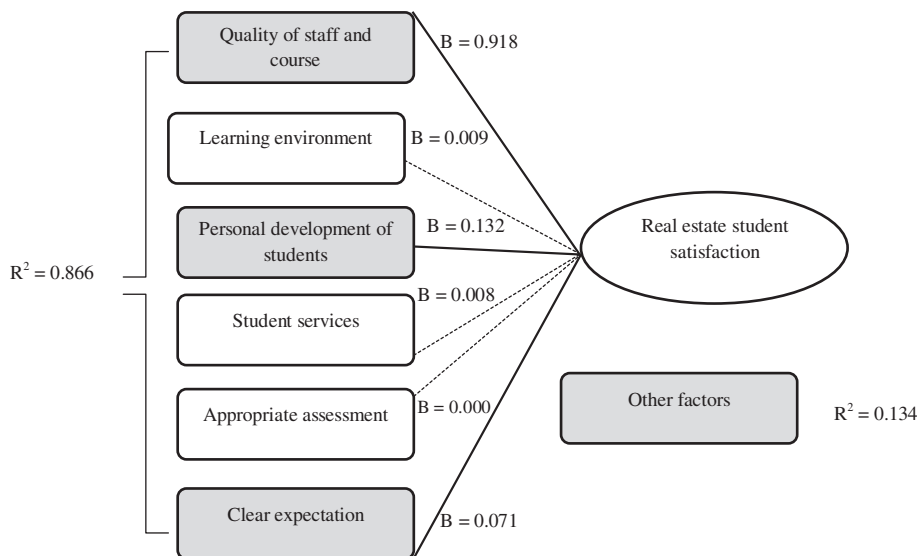 Quality of staff and
course
B = 0.918
Learning environment
B = 0.009
Personal development of
students
B = 0.132
Real estate student
satisfaction
R² = 0.866
Student services
B = 0.008
Appropriate assessment
B = 0.000
Other factors
R² = 0.134
Clear expectation
B = 0.071